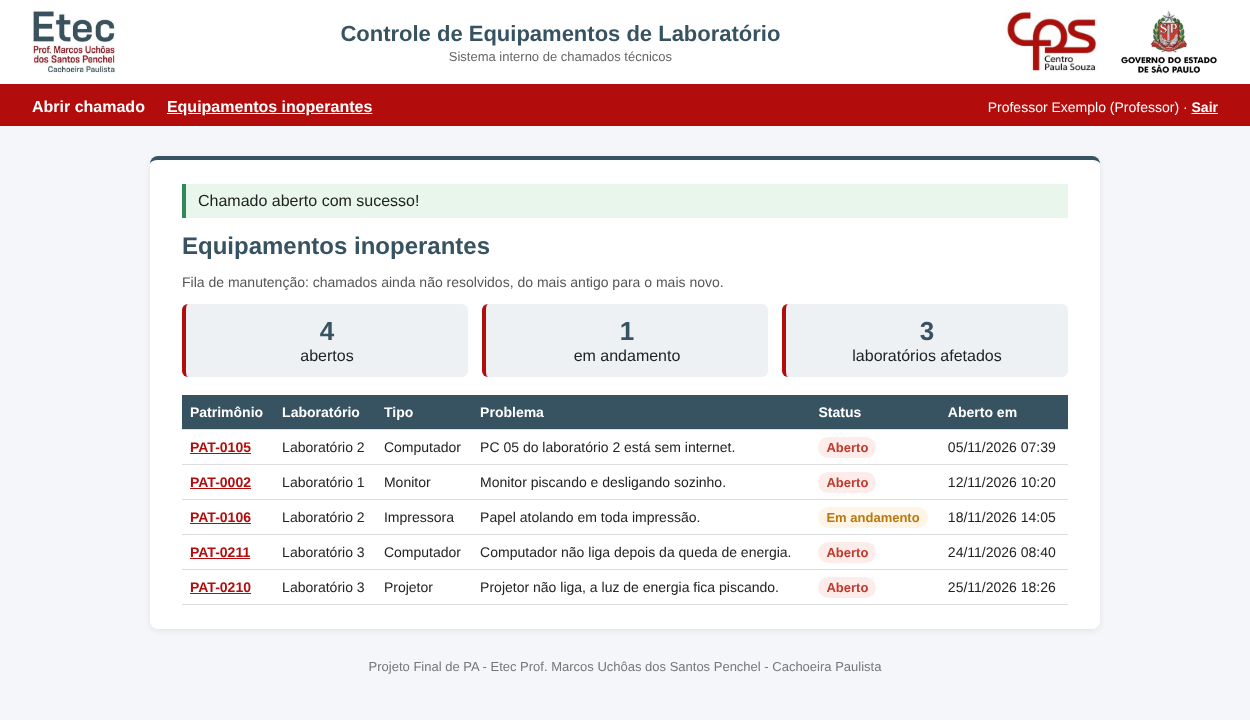 Etec
Prof. Marcos Uchôas
dos Santos Penchel
Cachoeira Paulista
Controle de Equipamentos de Laboratório
Sistema interno de chamados técnicos
CPS
Centro
Paula Souza
GOVERNO DO ESTADO
DE SÃO PAULO
Abrir chamado Equipamentos inoperantes Professor Exemplo (Professor) · Sair
Chamado aberto com sucesso!
Equipamentos inoperantes
Fila de manutenção: chamados ainda não resolvidos, do mais antigo para o mais novo.
4
abertos
1
em andamento
3
laboratórios afetados
Patrimônio Laboratório Tipo Problema Status Aberto em
PAT-0105 Laboratório 2 Computador PC 05 do laboratório 2 está sem internet. Aberto 05/11/2026 07:39
PAT-0002 Laboratório 1 Monitor Monitor piscando e desligando sozinho. Aberto 12/11/2026 10:20
PAT-0106 Laboratório 2 Impressora Papel atolando em toda impressão. Em andamento 18/11/2026 14:05
PAT-0211 Laboratório 3 Computador Computador não liga depois da queda de energia. Aberto 24/11/2026 08:40
PAT-0210 Laboratório 3 Projetor Projetor não liga, a luz de energia fica piscando. Aberto 25/11/2026 18:26
Projeto Final de PA - Etec Prof. Marcos Uchôas dos Santos Penchel - Cachoeira Paulista